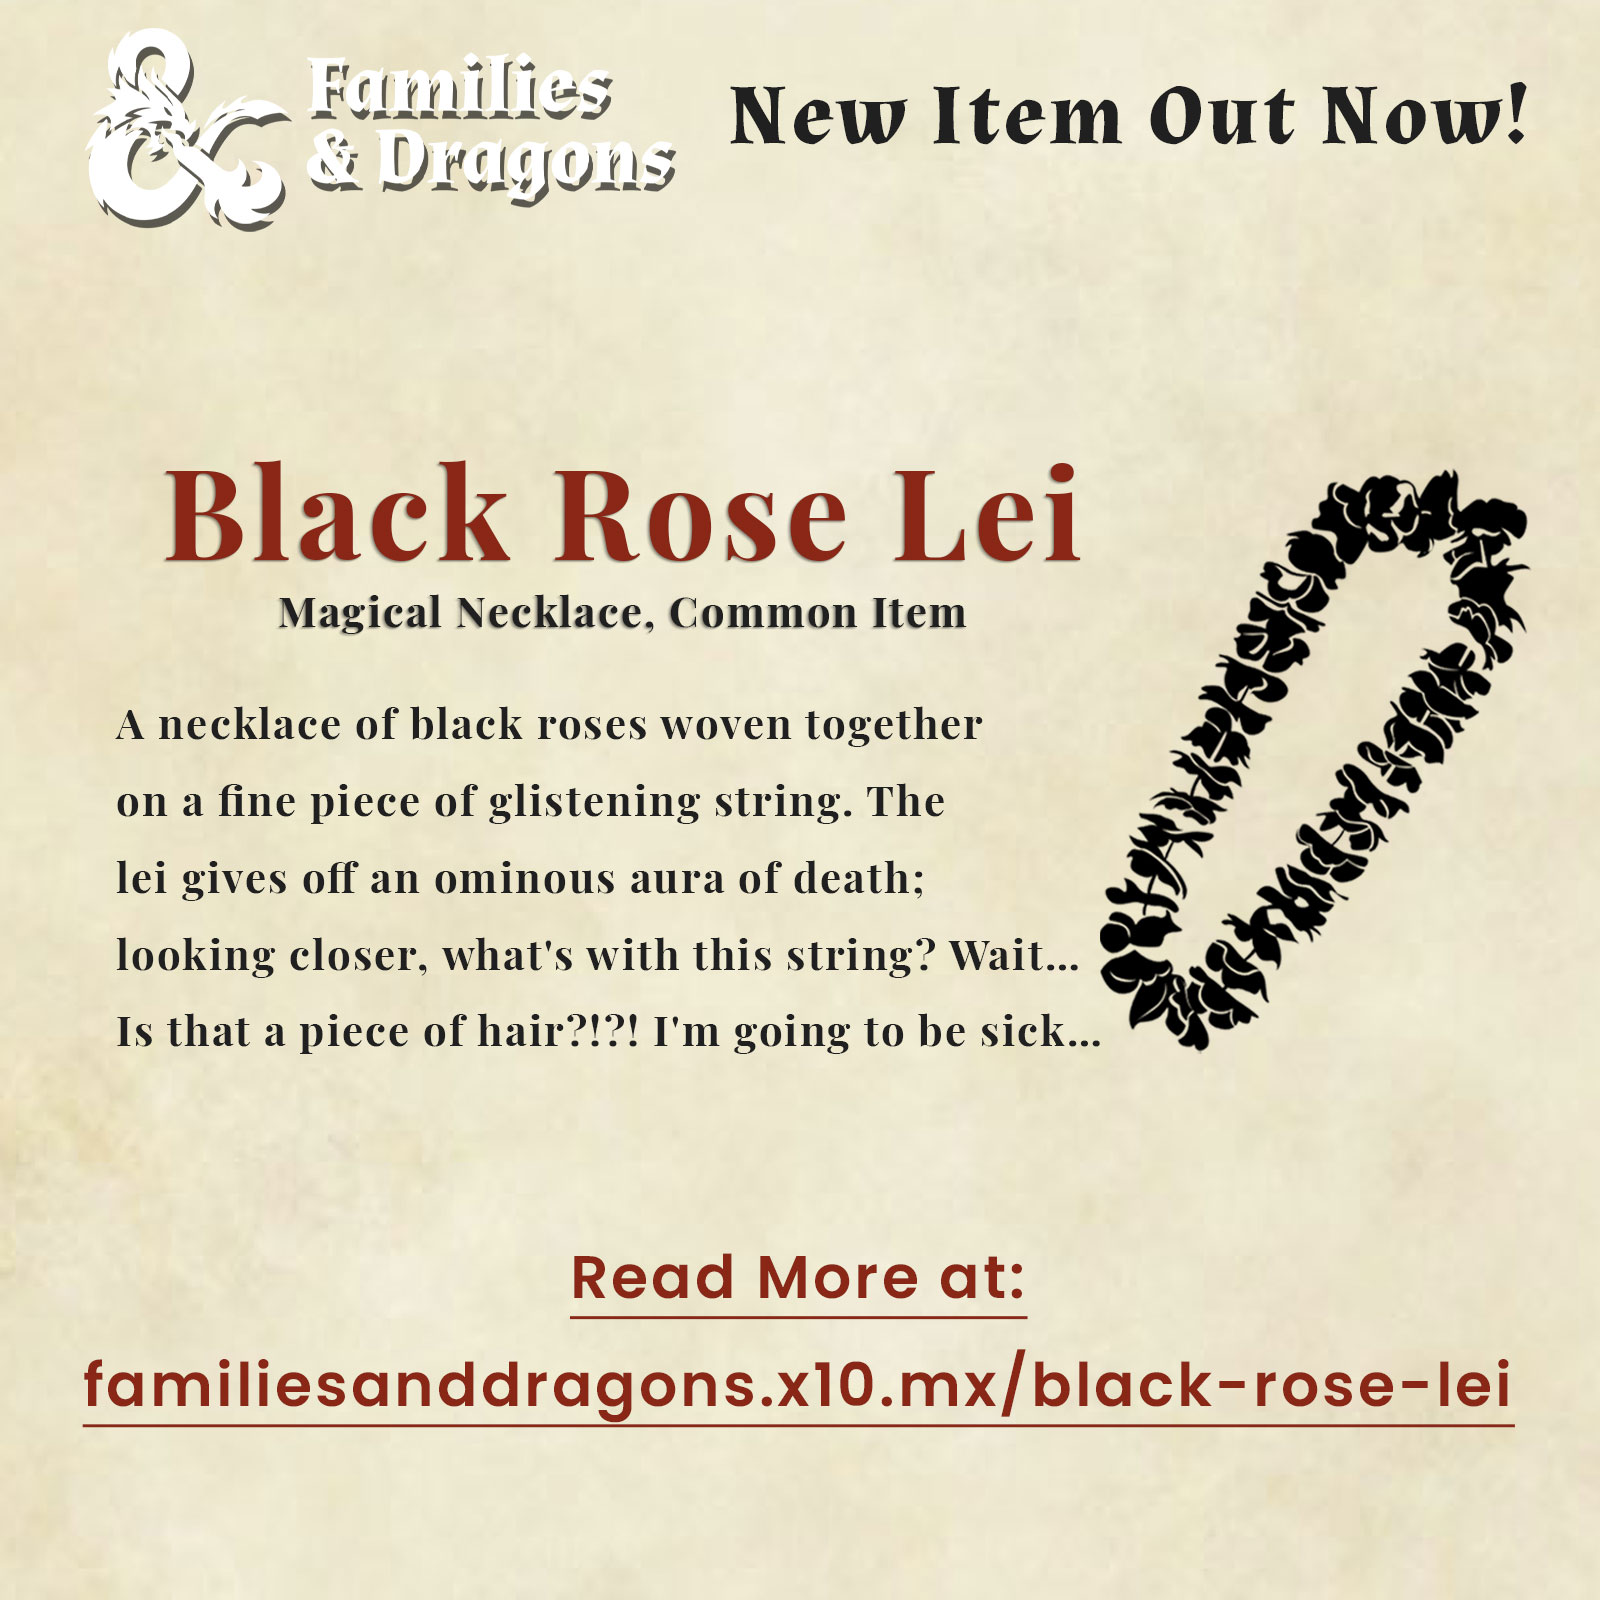 Families
& Dragons
New Item Out Now!
Black Rose Lei
Magical Necklace, Common Item
A necklace of black roses woven together
on a fine piece of glistening string. The
lei gives off an ominous aura of death;
looking closer, what's with this string? Wait...
Is that a piece of hair?!?! I'm going to be sick...
Read More at:
familiesanddragons.x10.mx/black-rose-lei